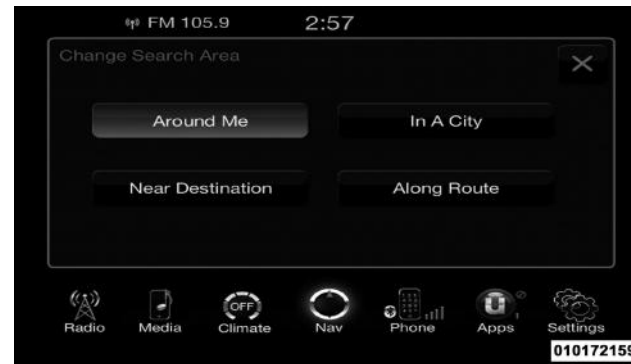 FM 105.9 2:57
Change Search Area
Around Me In A City
Near Destination Along Route
OFF
Radio Media Climate Nav Phone Apps Settings
010172159